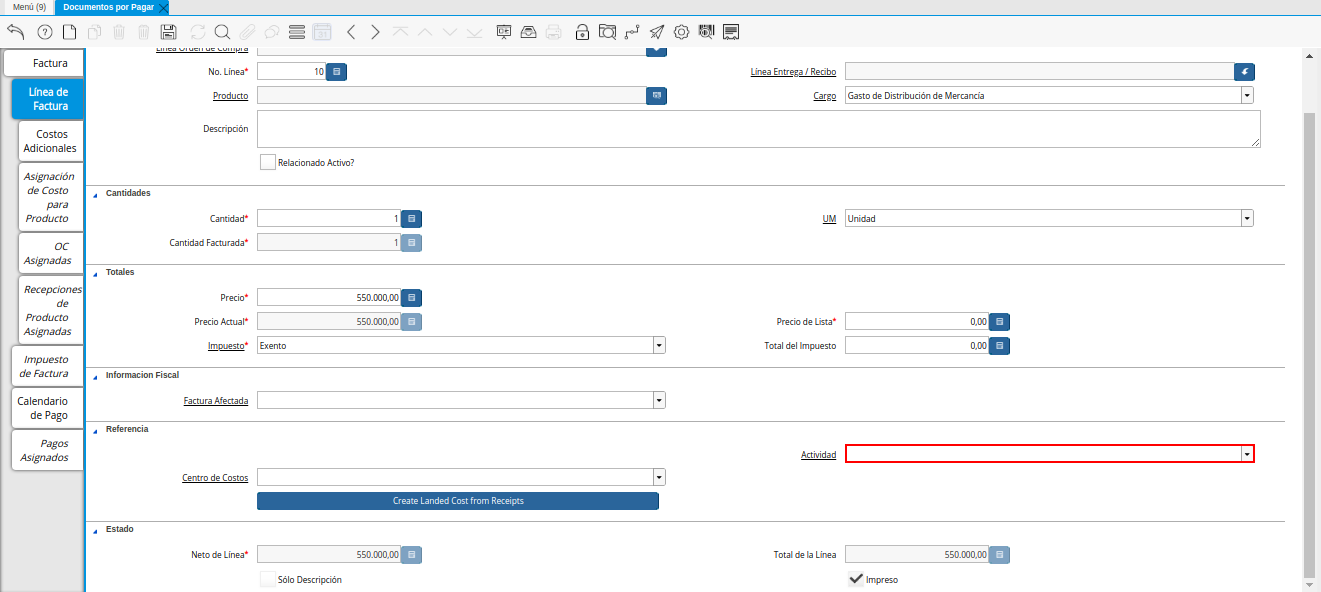 Menú (9)
Documentos por Pagar
Factura
Línea de
Factura
Costos
Adicionales
Asignación
de Costo
para
Producto
OC
Asignadas
Recepciones
de
Producto
Asignadas
Impuesto
de Factura
Calendario
de Pago
Pagos
Asignados
Línea Orden de Compra
No. Línea* 10
Línea Entrega / Recibo
Producto
Cargo Gasto de Distribución de Mercancía
Descripción
Relacionado Activo?
Cantidades
Cantidad* 1
UM Unidad
Cantidad Facturada* 1
Totales
Precio* 550.000,00
Precio Actual* 550.000,00
Precio de Lista* 0,00
Impuesto* Exento
Total del Impuesto 0,00
Informacion Fiscal
Factura Afectada
Referencia
Actividad
Centro de Costos
Create Landed Cost from Receipts
Estado
Neto de Línea* 550.000,00
Total de la Línea 550.000,00
Sólo Descripción
Impreso